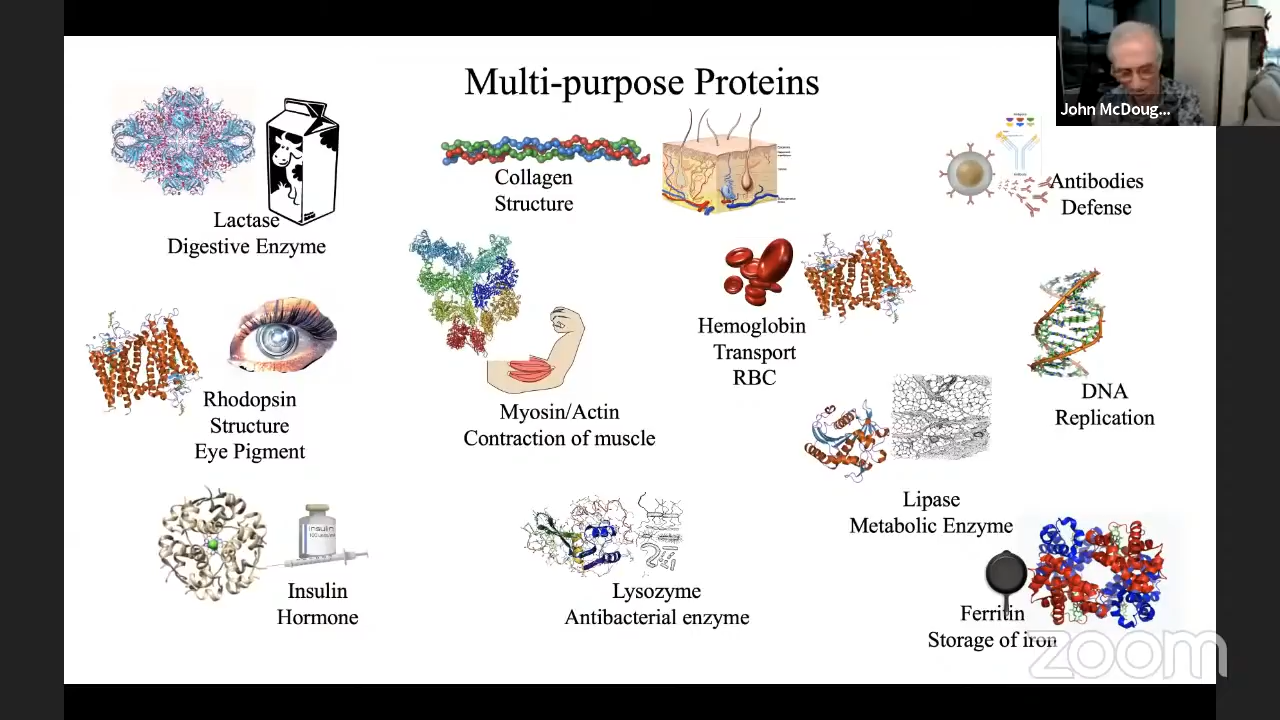 Multi-purpose Proteins
John McDoug...
Lactase
Digestive Enzyme
Collagen
Structure
Antibodies
Defense
Rhodopsin
Structure
Eye Pigment
Myosin/Actin
Contraction of muscle
Hemoglobin
Transport
RBC
DNA
Replication
Lipase
Metabolic Enzyme
insulin
Insulin
Hormone
Lysozyme
Antibacterial enzyme
Ferritin
Storage of iron
zoom